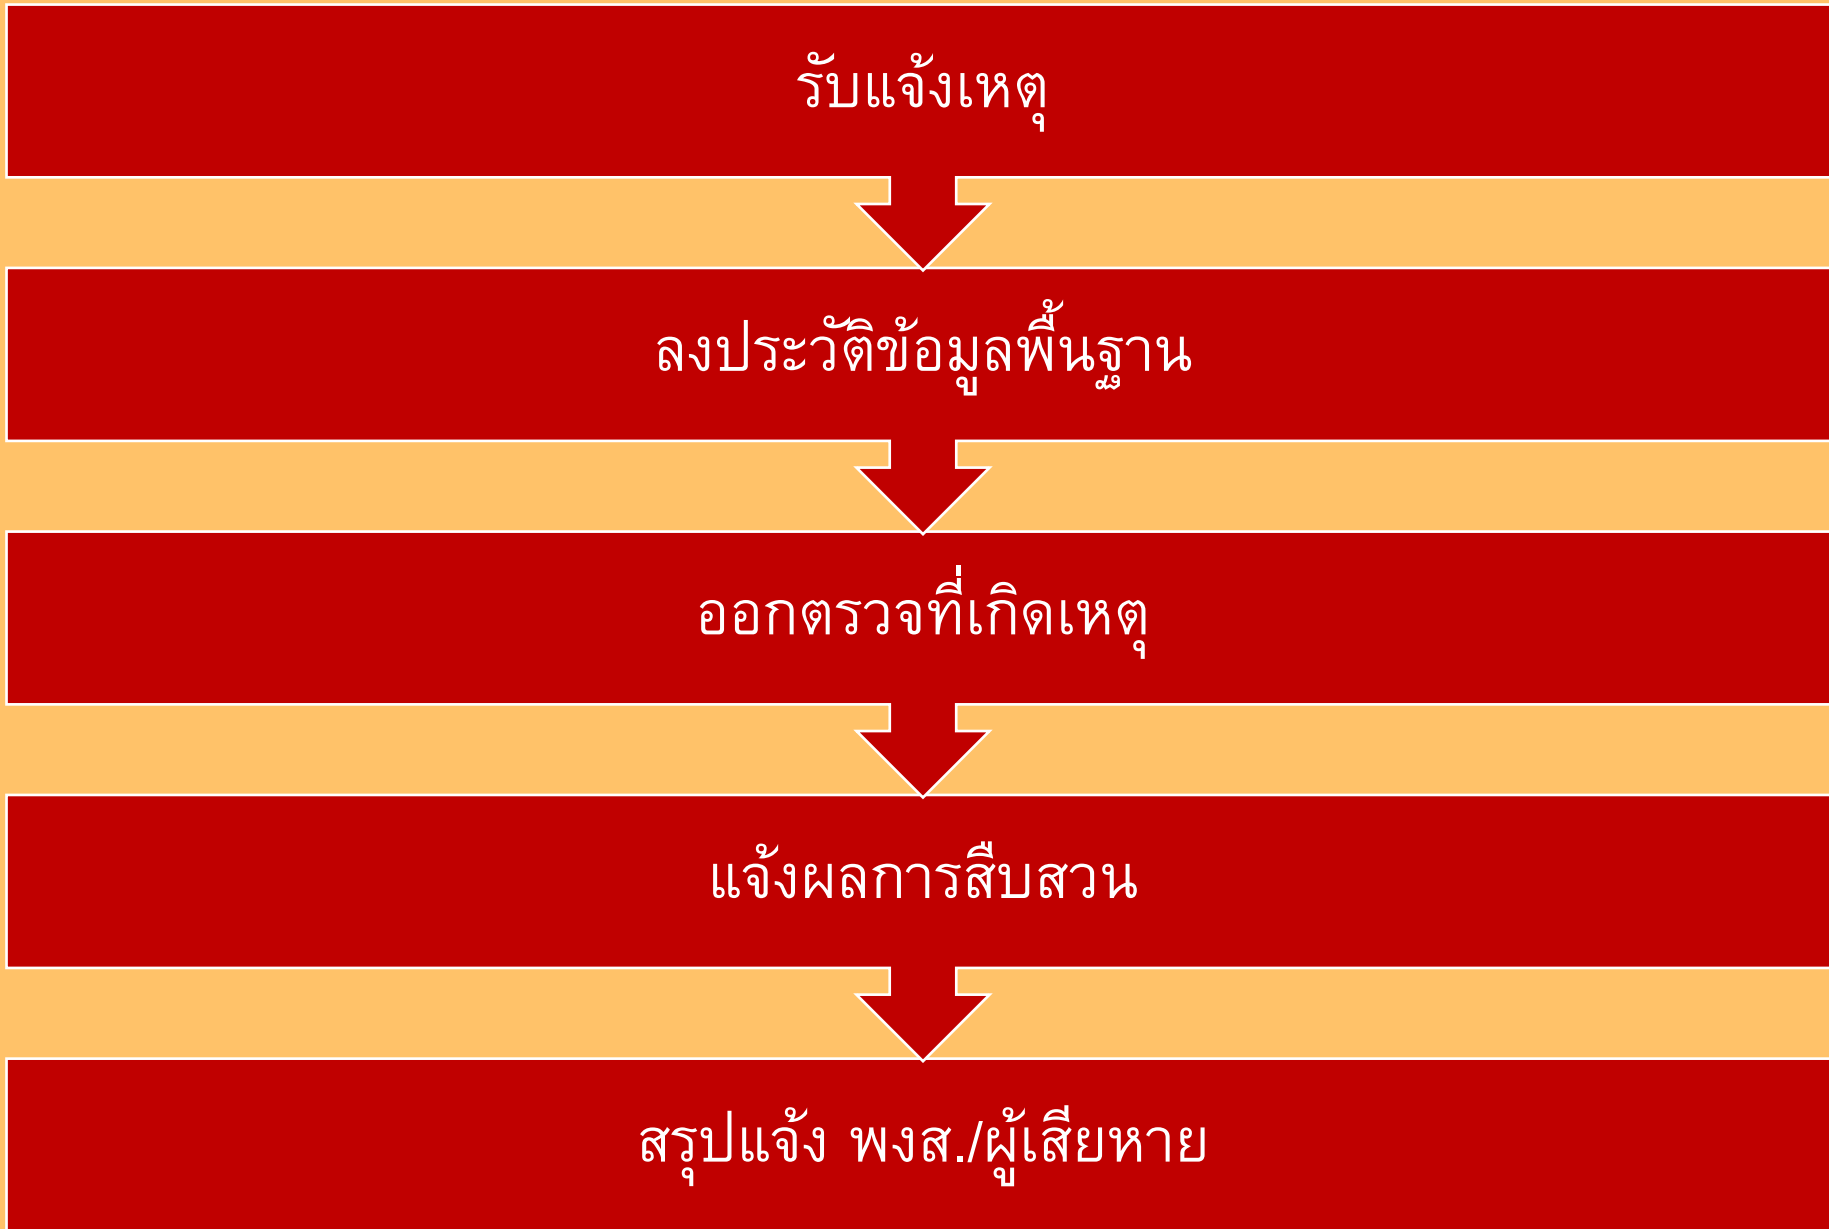 รับแจ้งเหตุ
ลงประวัติข้อมูลพื้นฐาน
ออกตรวจที่เกิดเหตุ
แจ้งผลการสืบสวน
สรุปแจ้ง พงส./ผู้เสียหาย